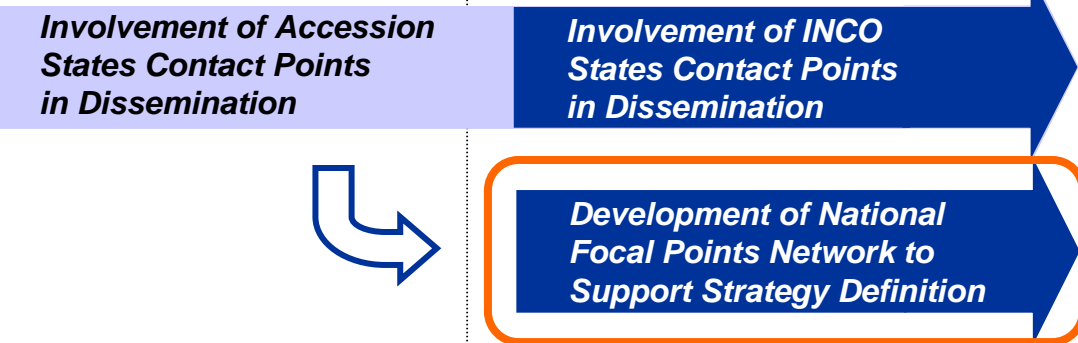 Involvement of Accession
States Contact Points
in Dissemination
Involvement of INCO
States Contact Points
in Dissemination
Development of National
Focal Points Network to
Support Strategy Definition